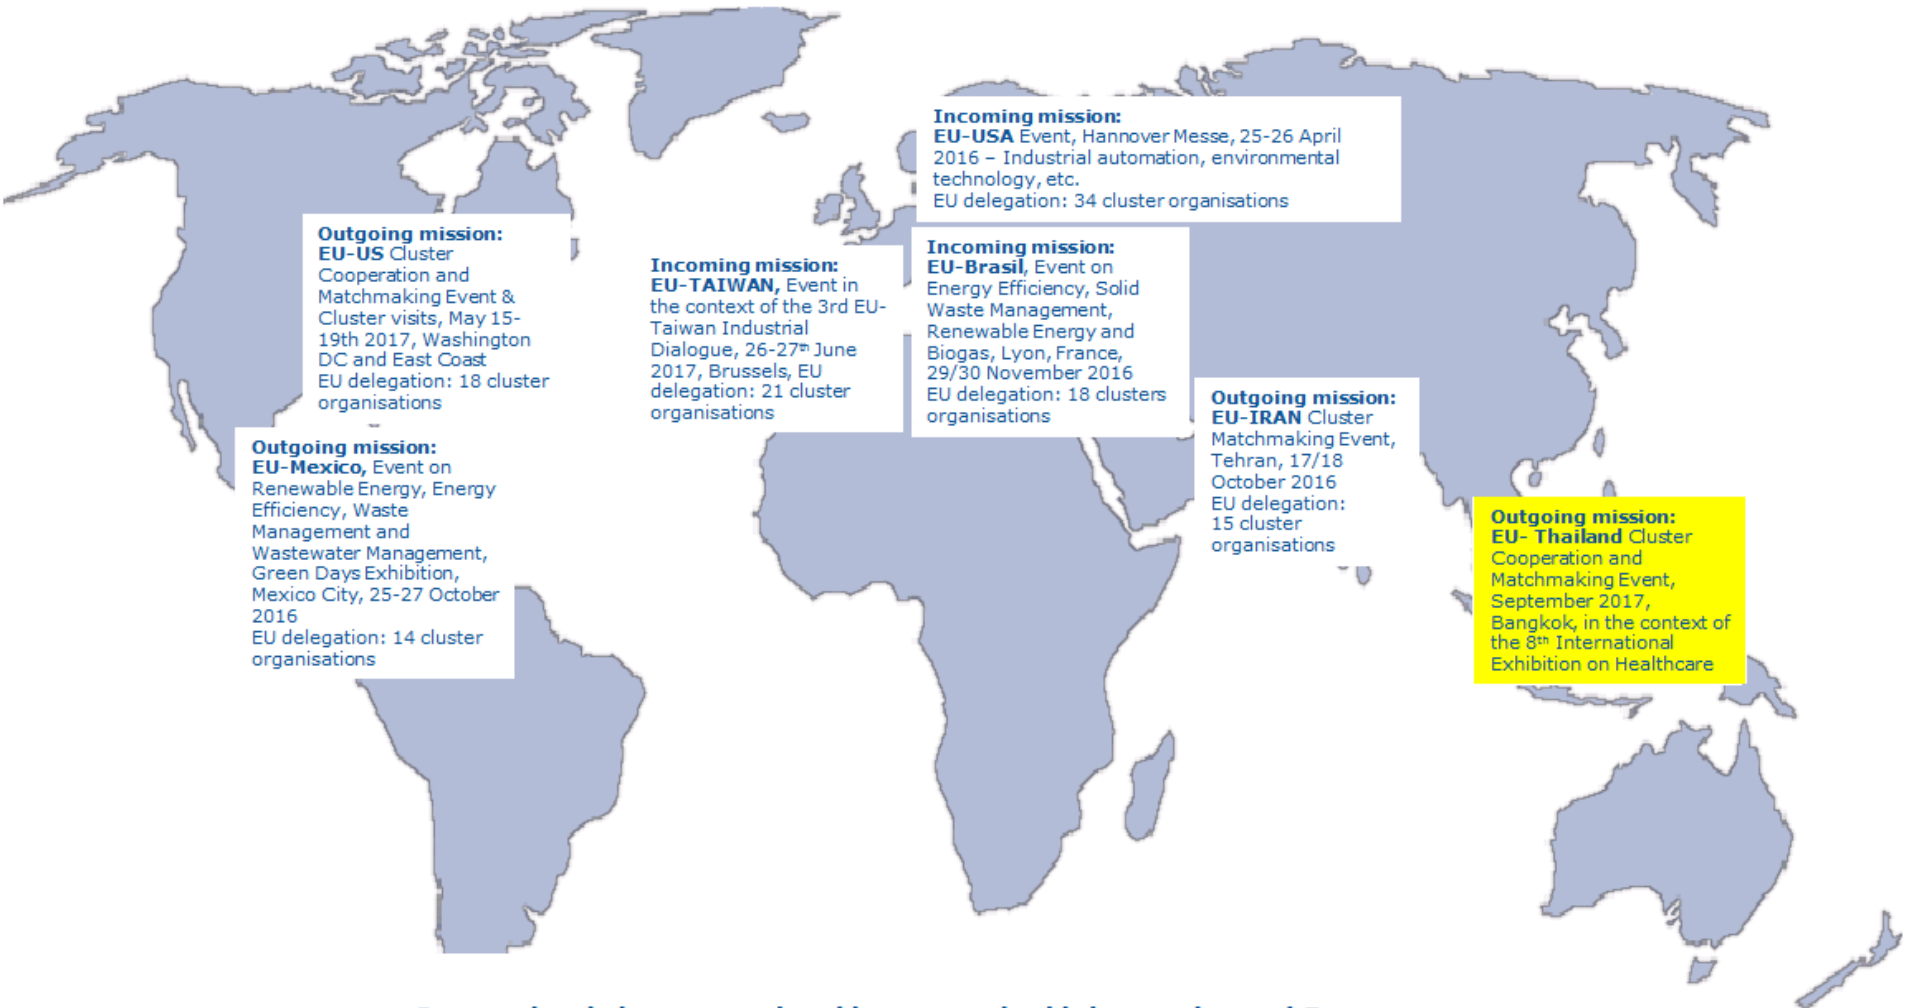 Incoming mission:
EU-USA Event, Hannover Messe, 25-26 April
2016 – Industrial automation, environmental
technology, etc.
EU delegation: 34 cluster organisations
Outgoing mission:
EU-US Cluster
Cooperation and
Matchmaking Event &
Cluster visits, May 15-
19th 2017, Washington
DC and East Coast
EU delegation: 18 cluster
organisations
Incoming mission:
EU-TAIWAN, Event in
the context of the 3rd EU-
Taiwan Industrial
Dialogue, 26-27th June
2017, Brussels, EU
delegation: 21 cluster
organisations
Incoming mission:
EU-Brasil, Event on
Energy Efficiency, Solid
Waste Management,
Renewable Energy and
Biogas, Lyon, France,
29/30 November 2016
EU delegation: 18 clusters
organisations
Outgoing mission:
EU-IRAN Cluster
Matchmaking Event,
Tehran, 17/18
October 2016
EU delegation:
15 cluster
organisations
Outgoing mission:
EU-Mexico, Event on
Renewable Energy, Energy
Efficiency, Waste
Management and
Wastewater Management,
Green Days Exhibition,
Mexico City, 25-27 October
2016
EU delegation: 14 cluster
organisations
Outgoing mission:
EU- Thailand Cluster
Cooperation and
Matchmaking Event,
September 2017,
Bangkok, in the context of
the 8th International
Exhibition on Healthcare